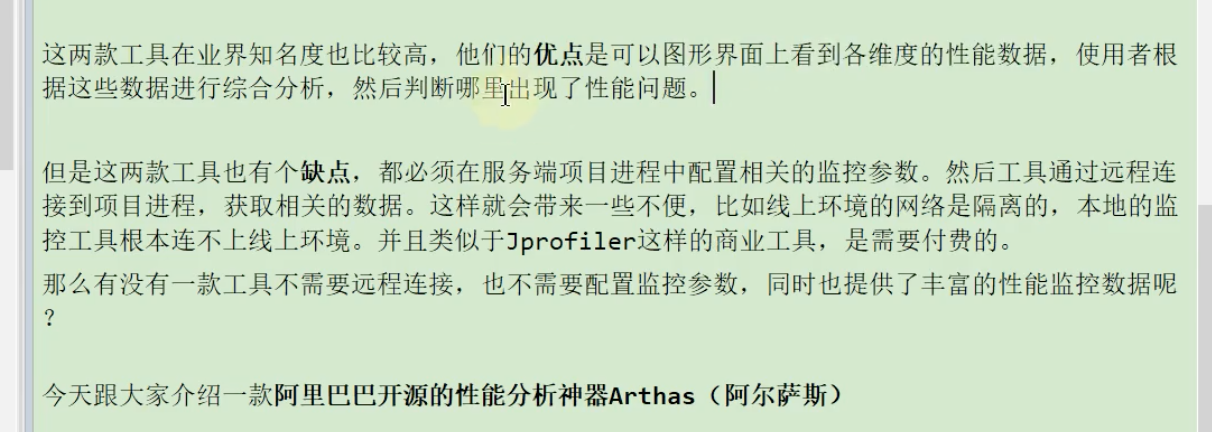 这两款工具在业界知名度也比较高，他们的优点是可以图形界面上看到各维度的性能数据，使用者根
据这些数据进行综合分析，然后判断哪里出现了性能问题。
但是这两款工具也有个缺点，都必须在服务端项目进程中配置相关的监控参数。然后工具通过远程连
接到项目进程，获取相关的数据。这样就会带来一些不便，比如线上环境的网络是隔离的，本地的监
控工具根本连不上线上环境。并且类似于Jprofiler这样的商业工具，是需要付费的。
那么有没有一款工具不需要远程连接，也不需要配置监控参数，同时也提供了丰富的性能监控数据呢
？
今天跟大家介绍一款阿里巴巴开源的性能分析神器Arthas（阿尔萨斯）